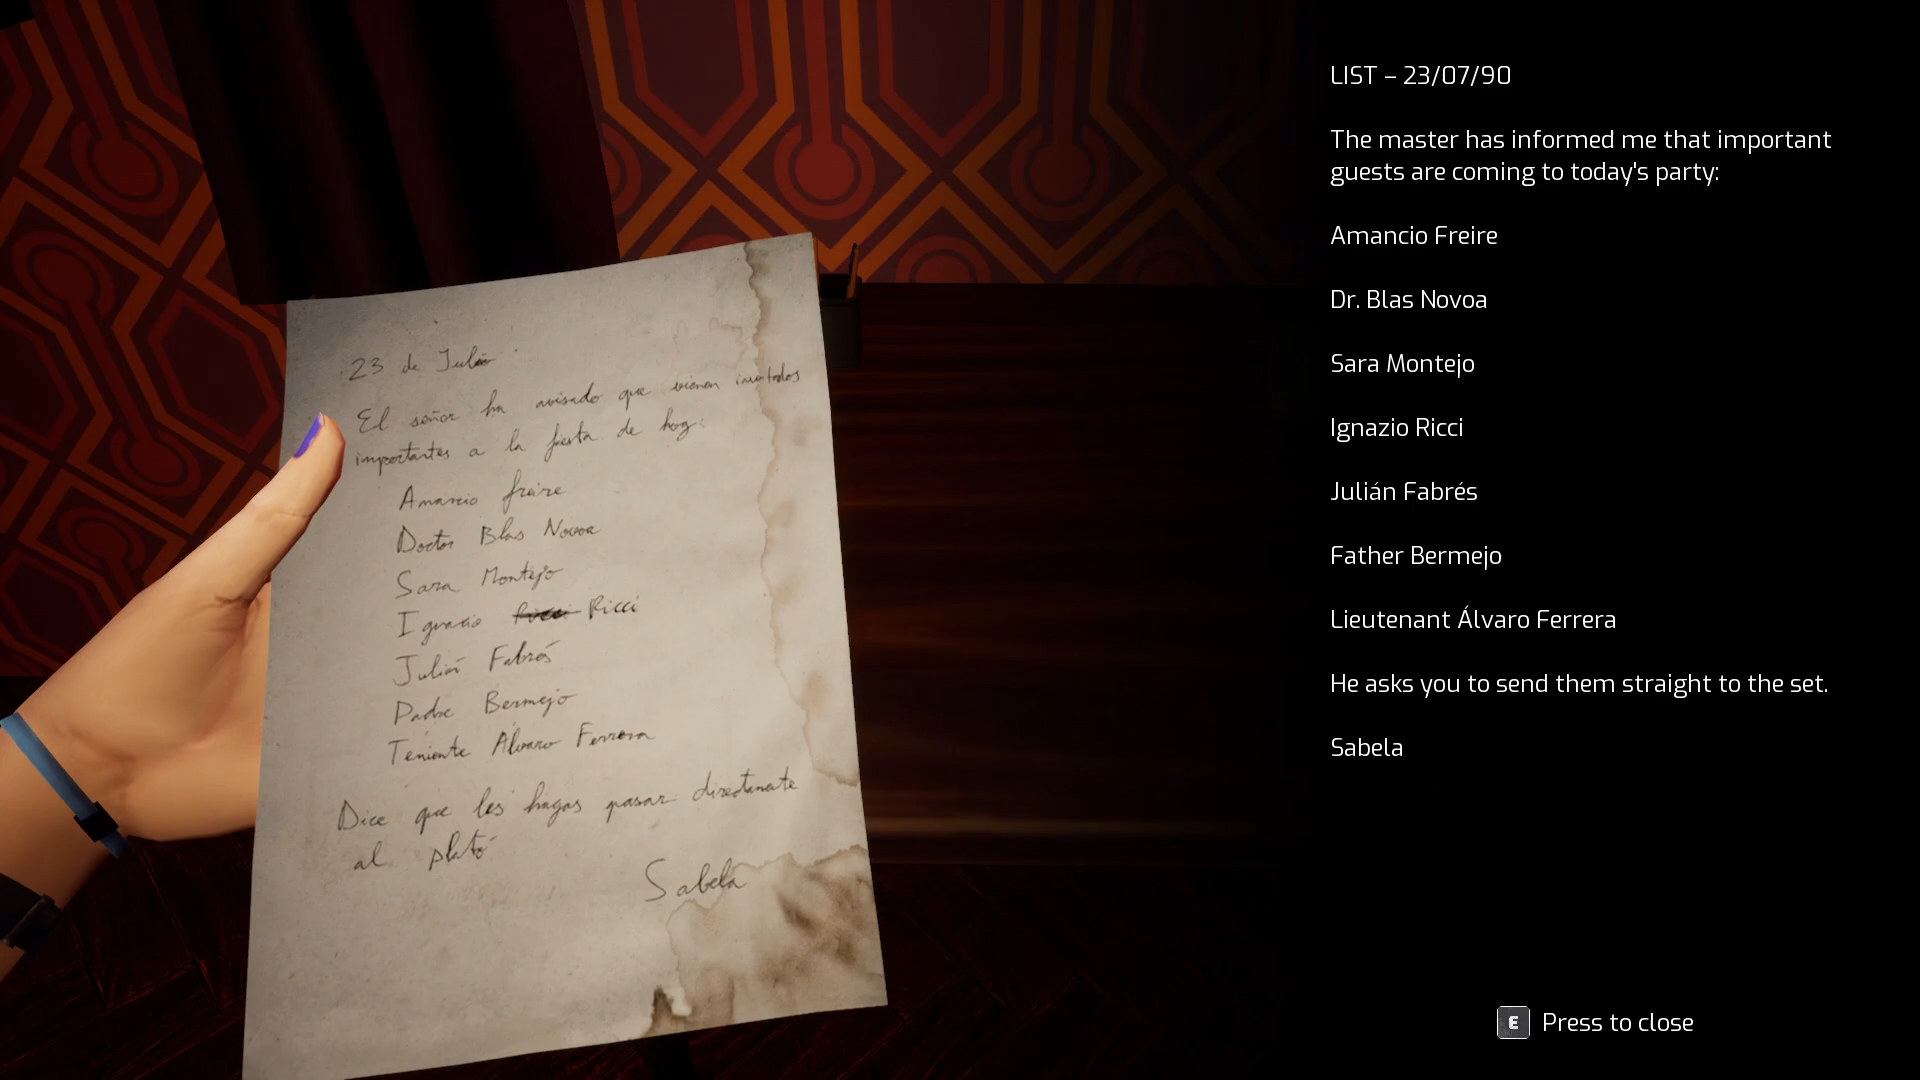 23 de Julio
El señor ha avisado que vienen invitados
importantes a la fiesta de hoy:
Amancio Freire
Doctor Blas Novoa
Sara Montejo
Ignacio Ricci
Julián Fabrés
Padre Bermejo
Teniente Álvaro Ferrera
Dice que les hagas pasar directamente
al plató
Sabela
LIST – 23/07/90
The master has informed me that important
guests are coming to today's party:
Amancio Freire
Dr. Blas Novoa
Sara Montejo
Ignazio Ricci
Julián Fabrés
Father Bermejo
Lieutenant Álvaro Ferrera
He asks you to send them straight to the set.
Sabela
E Press to close